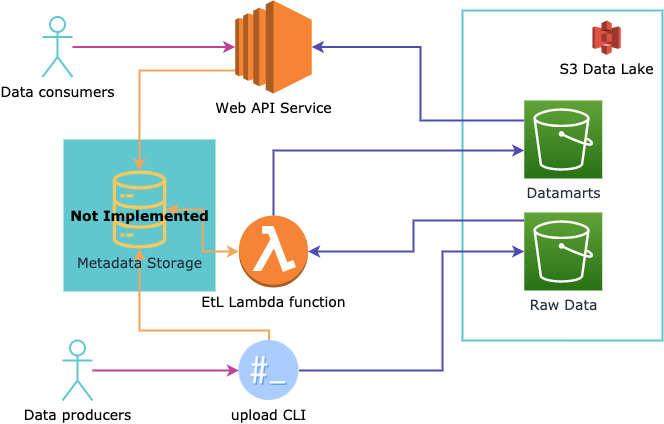 S3 Data Lake
Data consumers
Web API Service
Datamarts
Not Implemented
Metadata Storage
EtL Lambda function
Raw Data
#_
Data producers
upload CLI